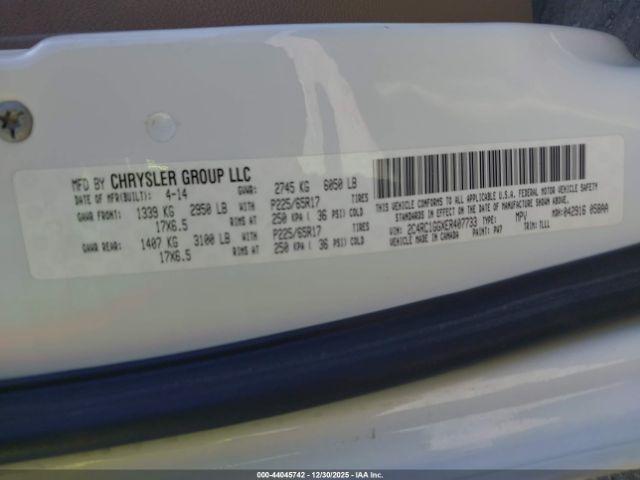 MFD BY CHRYSLER GROUP LLC
DATE OF MFR(BUILT): 4-14 GVWR: 2745 KG 6050 LB
GAWR FRONT: 1339 KG 2950 LB WITH P225/65R17 TIRES
17X6.5 RIMS AT 250 KPA ( 36 PSI) COLD
GAWR REAR: 1407 KG 3100 LB WITH P225/65R17 TIRES
17X6.5 RIMS AT 250 KPA ( 36 PSI) COLD
THIS VEHICLE CONFORMS TO ALL APPLICABLE U.S.A. FEDERAL MOTOR VEHICLE SAFETY
STANDARDS IN EFFECT ON THE DATE OF MANUFACTURE SHOWN ABOVE.
VIN: 2C4RC1GGXER407733 TYPE: MPV MDH:042916 058AA
MADE IN CANADA PAINT: PW7 TRIM: TLLL
000-44045742 / 12/30/2025 - IAA Inc.